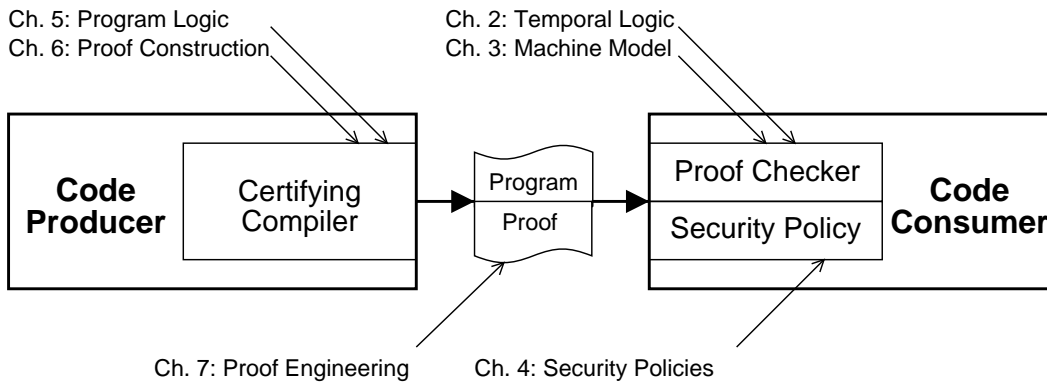 Ch. 5: Program Logic
Ch. 6: Proof Construction
Ch. 2: Temporal Logic
Ch. 3: Machine Model
Code
Producer
Certifying
Compiler
Program
Proof
Proof Checker
Security Policy
Code
Consumer
Ch. 7: Proof Engineering
Ch. 4: Security Policies